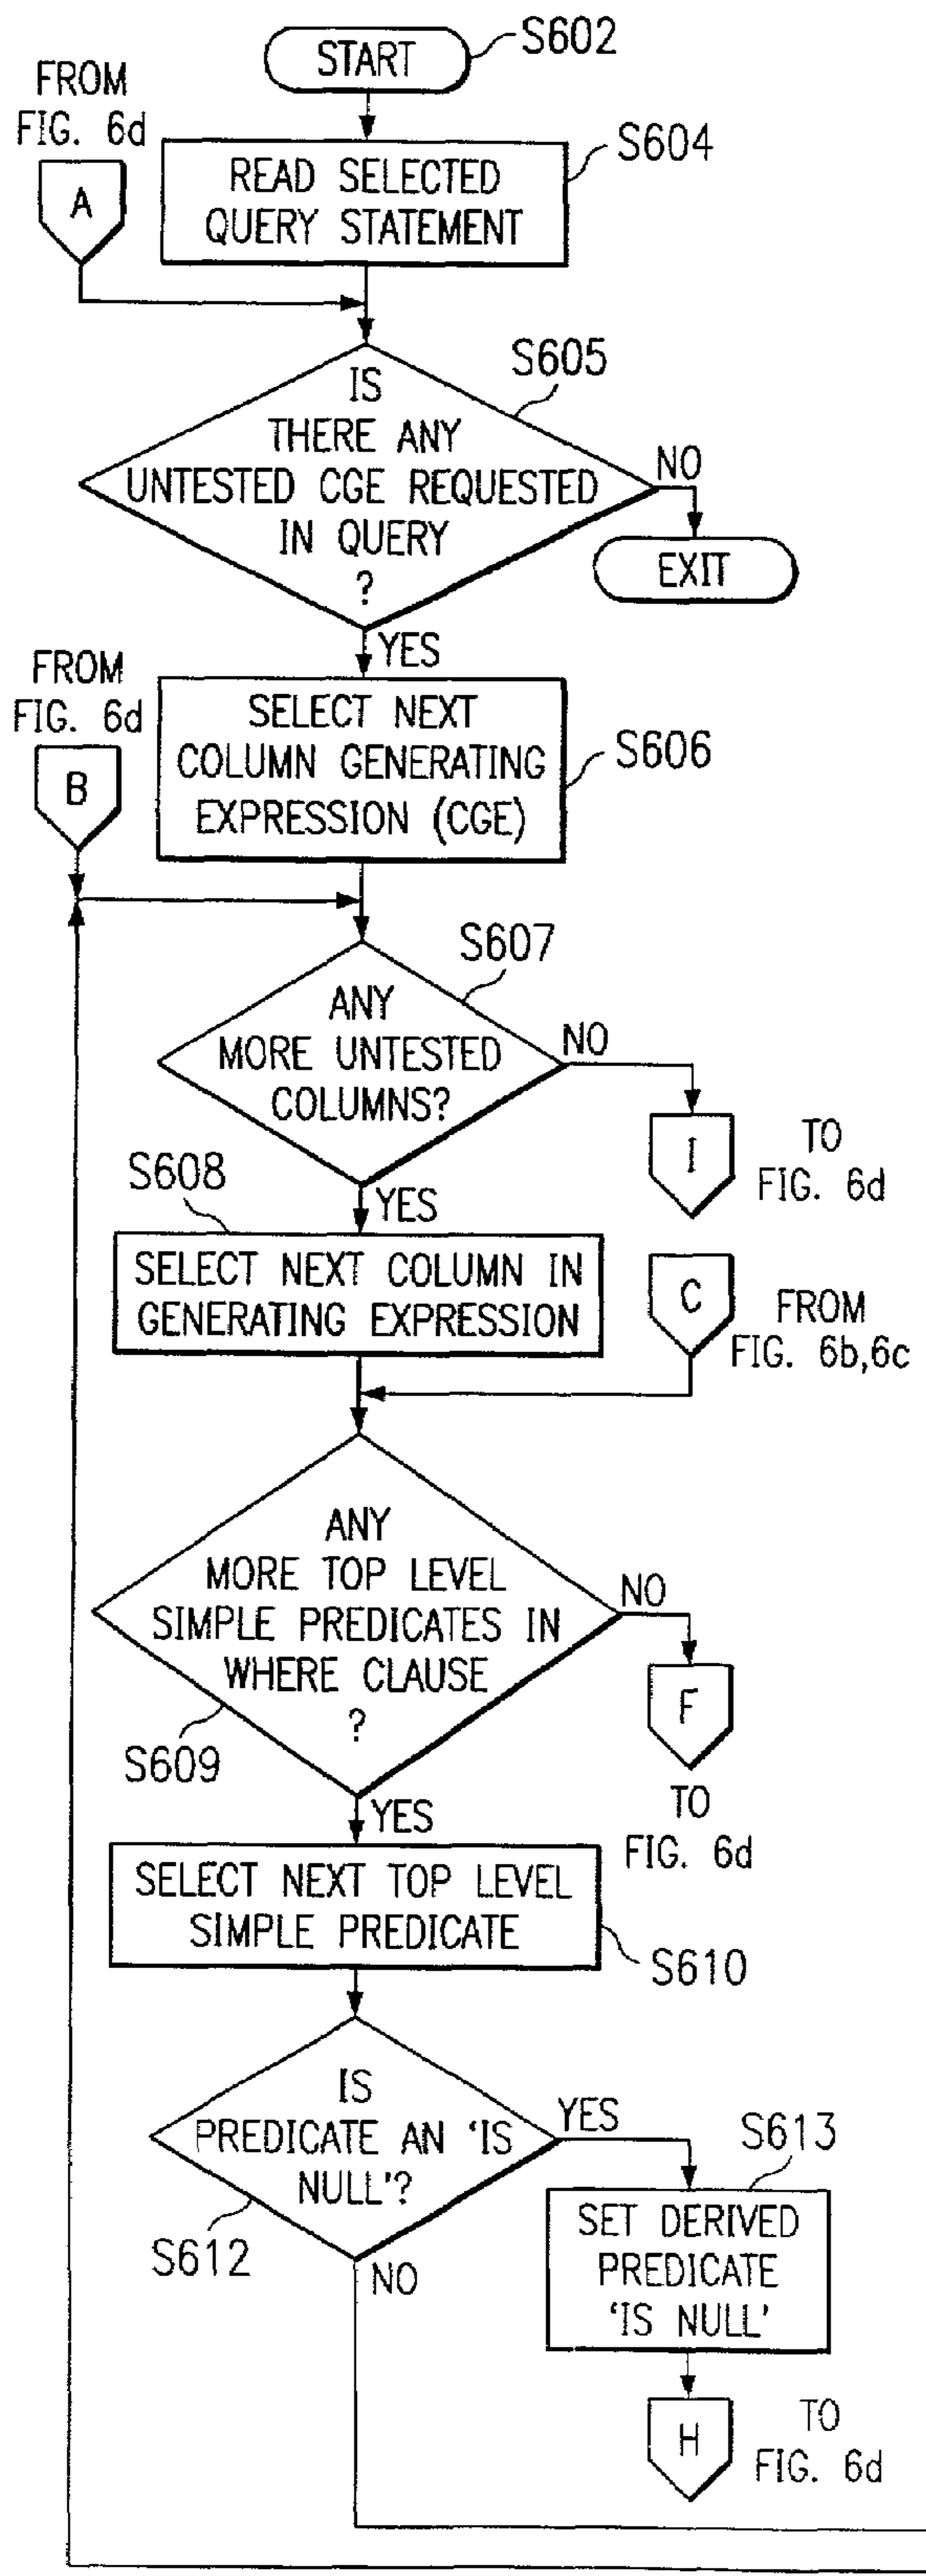 START
S602
FROM
FIG. 6d
A
READ SELECTED
QUERY STATEMENT
S604
S605
IS
THERE ANY
UNTESTED CGE REQUESTED
IN QUERY
?
NO
EXIT
YES
FROM
FIG. 6d
B
SELECT NEXT
COLUMN GENERATING
EXPRESSION (CGE)
S606
S607
ANY
MORE UNTESTED
COLUMNS?
NO
I
TO
FIG. 6d
YES
S608
SELECT NEXT COLUMN IN
GENERATING EXPRESSION
C
FROM
FIG. 6b,6c
ANY
MORE TOP LEVEL
SIMPLE PREDICATES IN
WHERE CLAUSE
?
S609
NO
F
TO
FIG. 6d
YES
SELECT NEXT TOP LEVEL
SIMPLE PREDICATE
S610
IS
PREDICATE AN 'IS
NULL'?
S612
YES
S613
SET DERIVED
PREDICATE
'IS NULL'
NO
H
TO
FIG. 6d